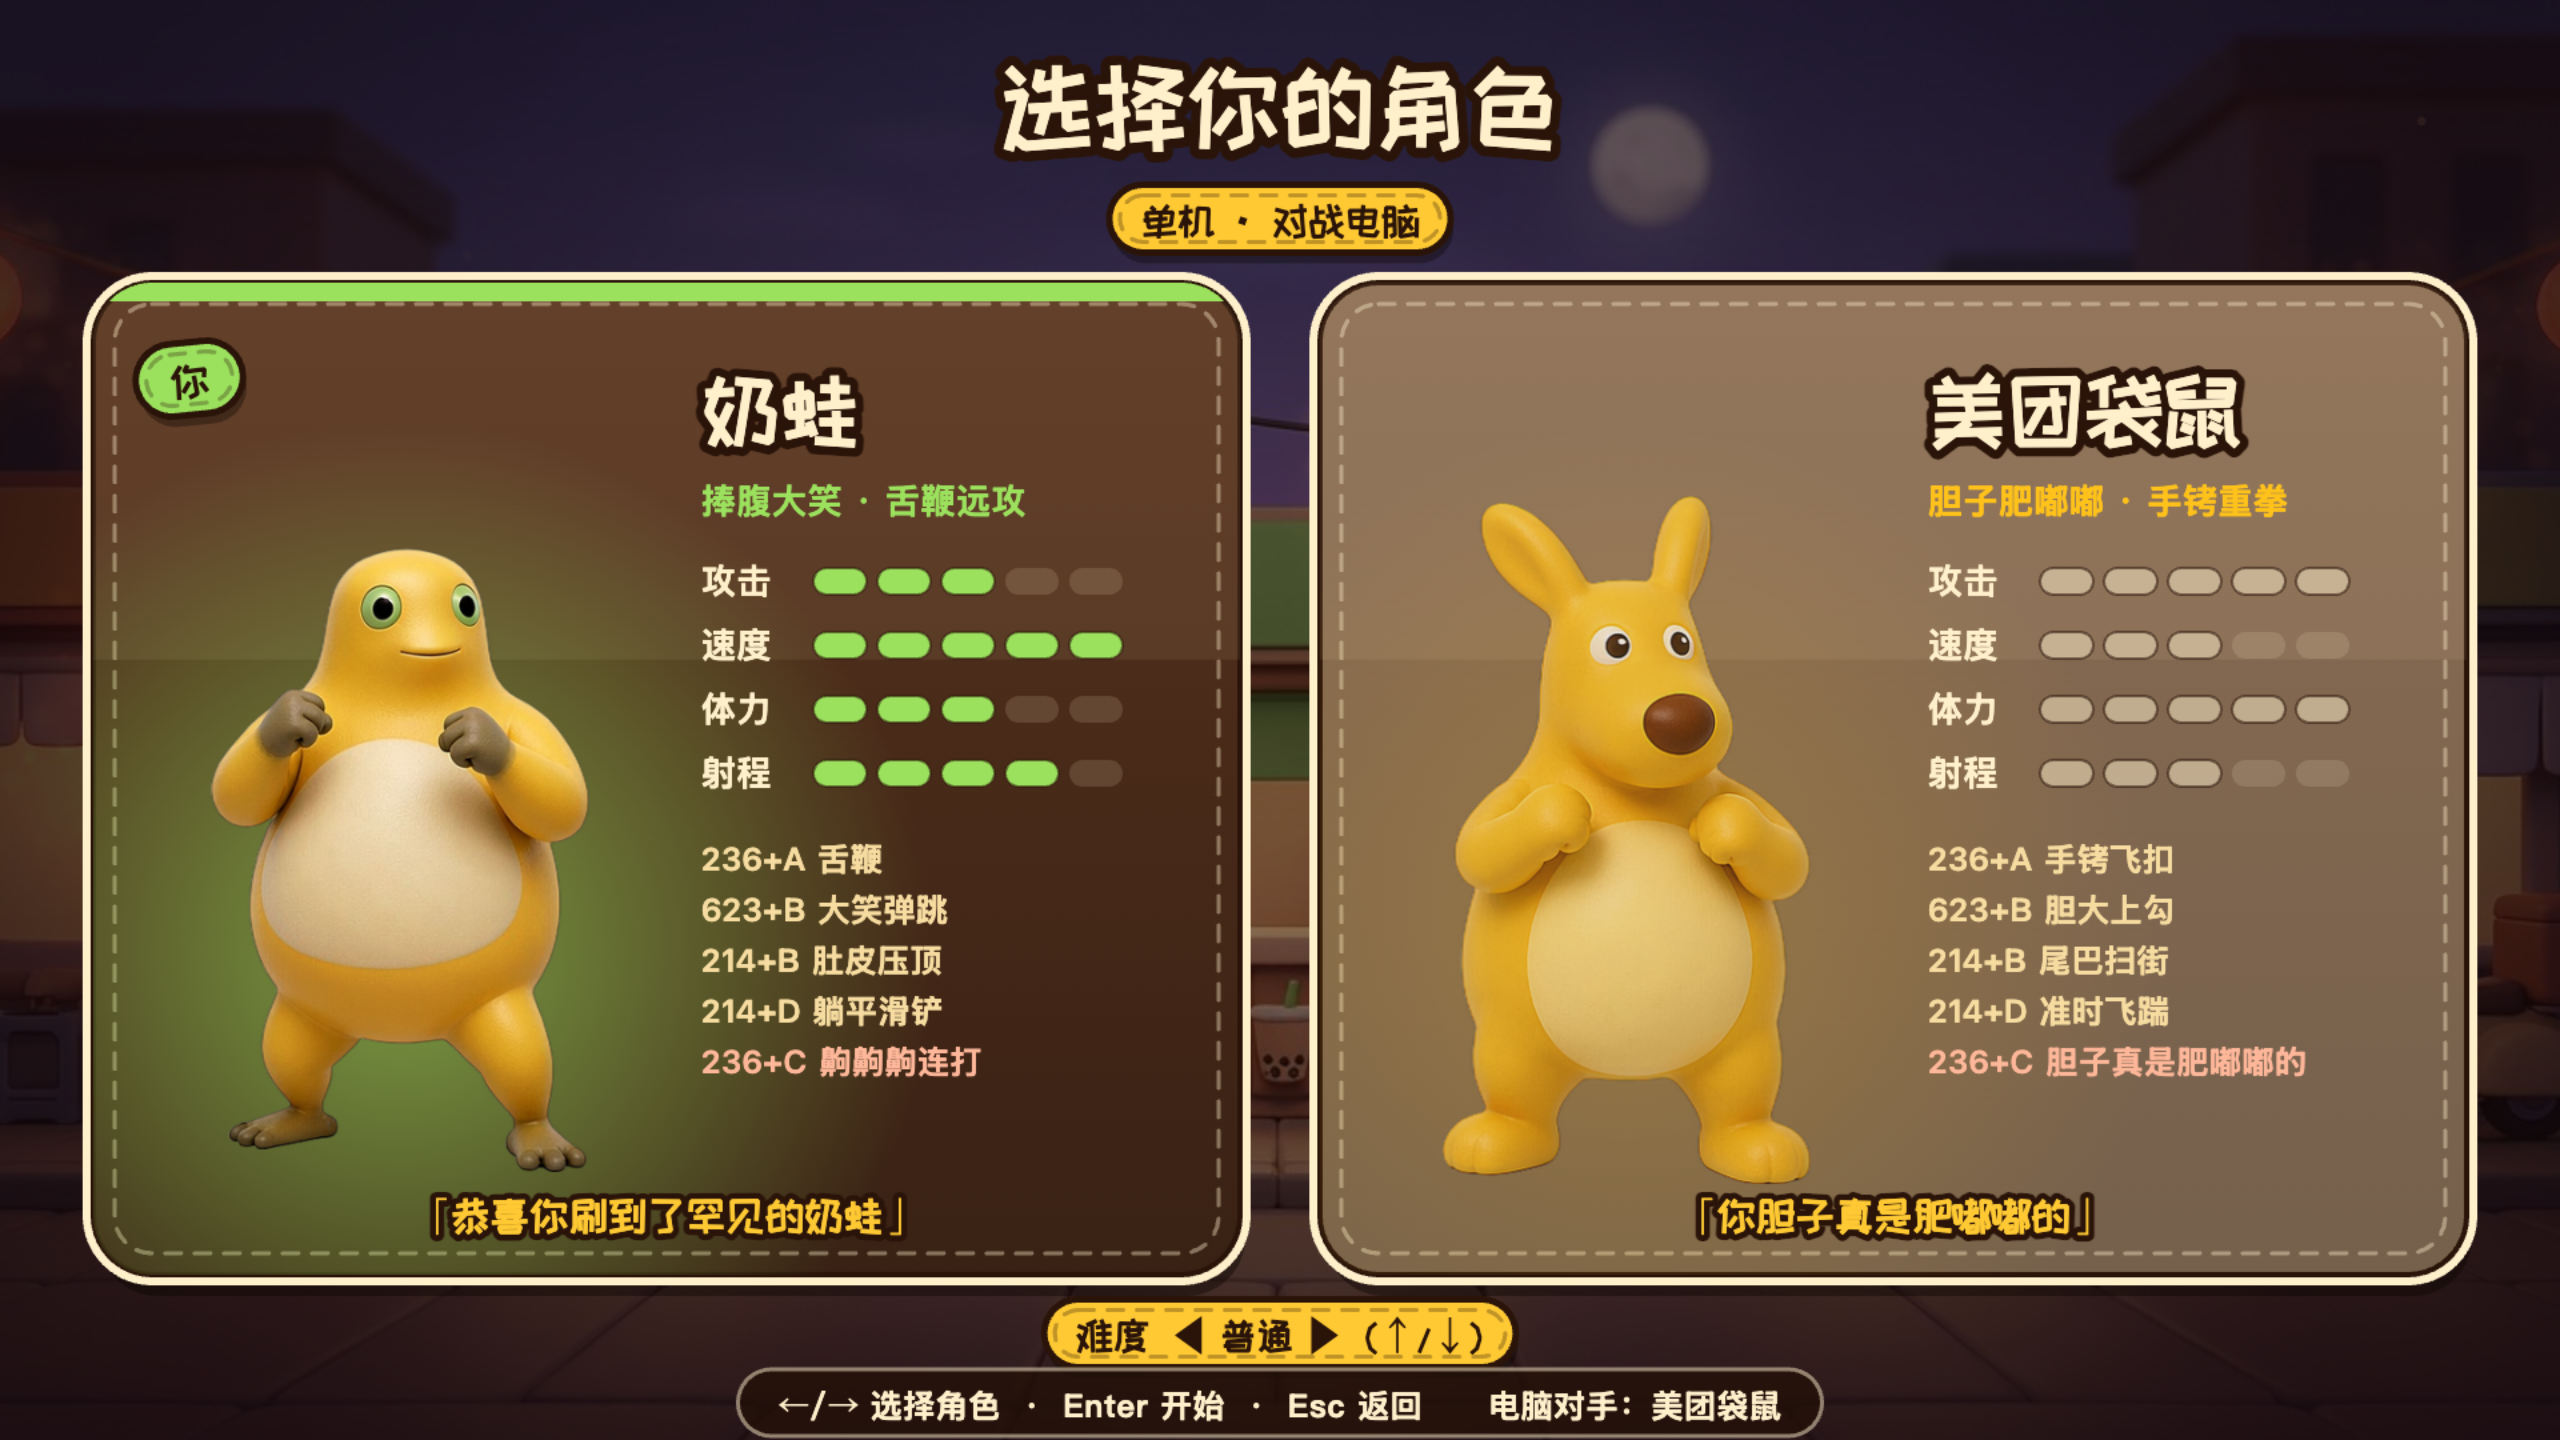 选择你的角色
单机 · 对战电脑
你
奶蛙
捧腹大笑 · 舌鞭远攻
攻击
速度
体力
射程
236+A 舌鞭
623+B 大笑弹跳
214+B 肚皮压顶
214+D 躺平滑铲
236+C 齁齁齁连打
「恭喜你刷到了罕见的奶蛙」
美团袋鼠
胆子肥嘟嘟 · 手铐重拳
攻击
速度
体力
射程
236+A 手铐飞扣
623+B 胆大上勾
214+B 尾巴扫街
214+D 准时飞踹
236+C 胆子真是肥嘟嘟的
「你胆子真是肥嘟嘟的」
难度 ◀ 普通 ▶ (↑/↓)
←/→ 选择角色 · Enter 开始 · Esc 返回 电脑对手：美团袋鼠